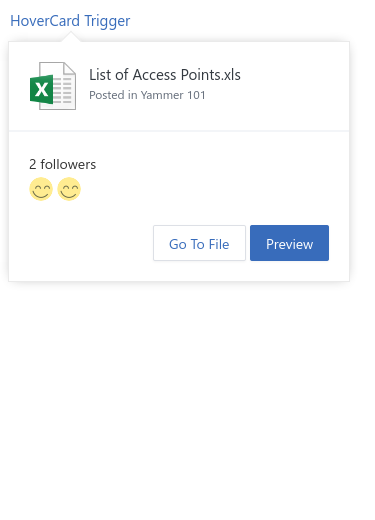 HoverCard Trigger
X
List of Access Points.xls
Posted in Yammer 101
2 followers
Go To File
Preview